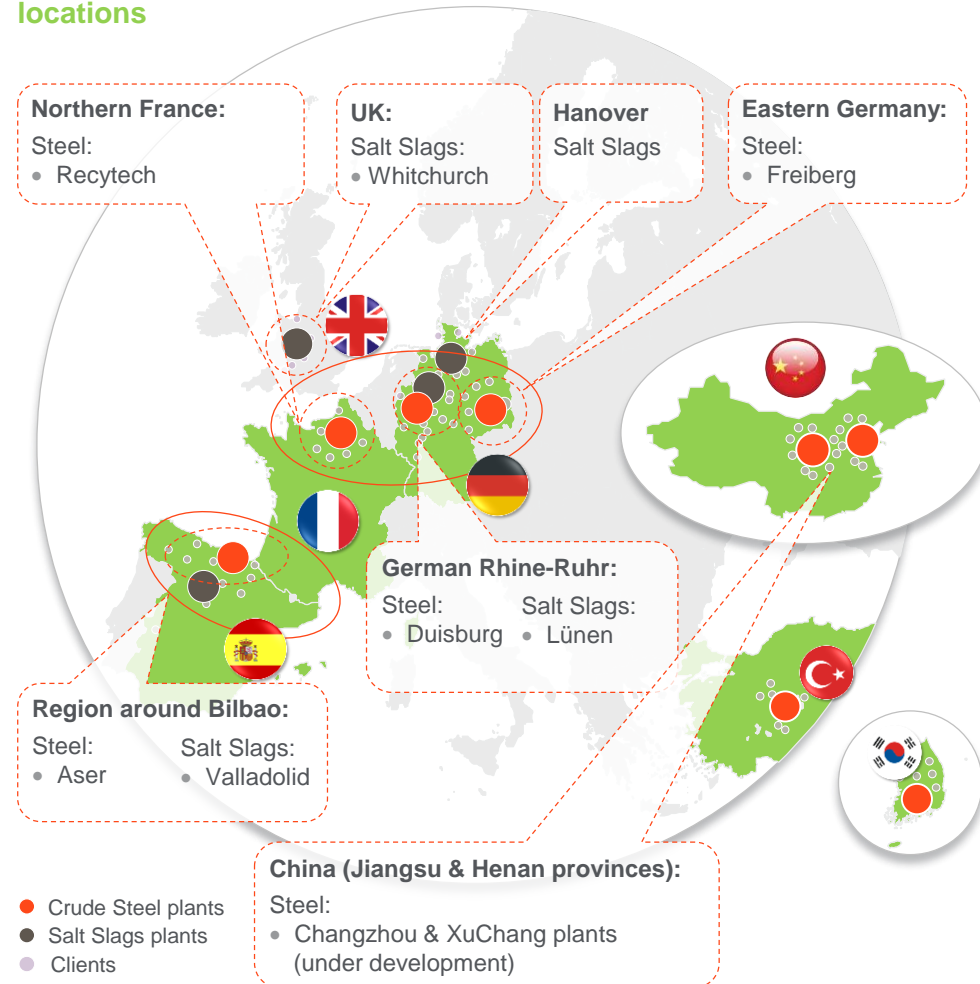 locations
Northern France:
Steel:
• Recytech
UK:
Salt Slags:
• Whitchurch
Hanover
Salt Slags
Eastern Germany:
Steel:
• Freiberg
German Rhine-Ruhr:
Steel:
• Duisburg
Salt Slags:
• Lünen
Region around Bilbao:
Steel:
• Aser
Salt Slags:
• Valladolid
China (Jiangsu & Henan provinces):
Steel:
• Changzhou & XuChang plants
(under development)
Crude Steel plants
Salt Slags plants
Clients